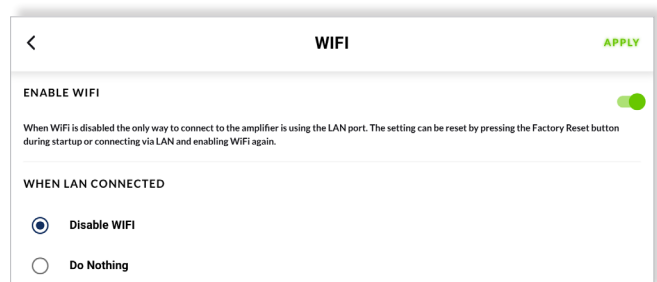 WIFI
APPLY
ENABLE WIFI
When WiFi is disabled the only way to connect to the amplifier is using the LAN port. The setting can be reset by pressing the Factory Reset button
during startup or connecting via LAN and enabling WiFi again.
WHEN LAN CONNECTED
Disable WIFI
Do Nothing